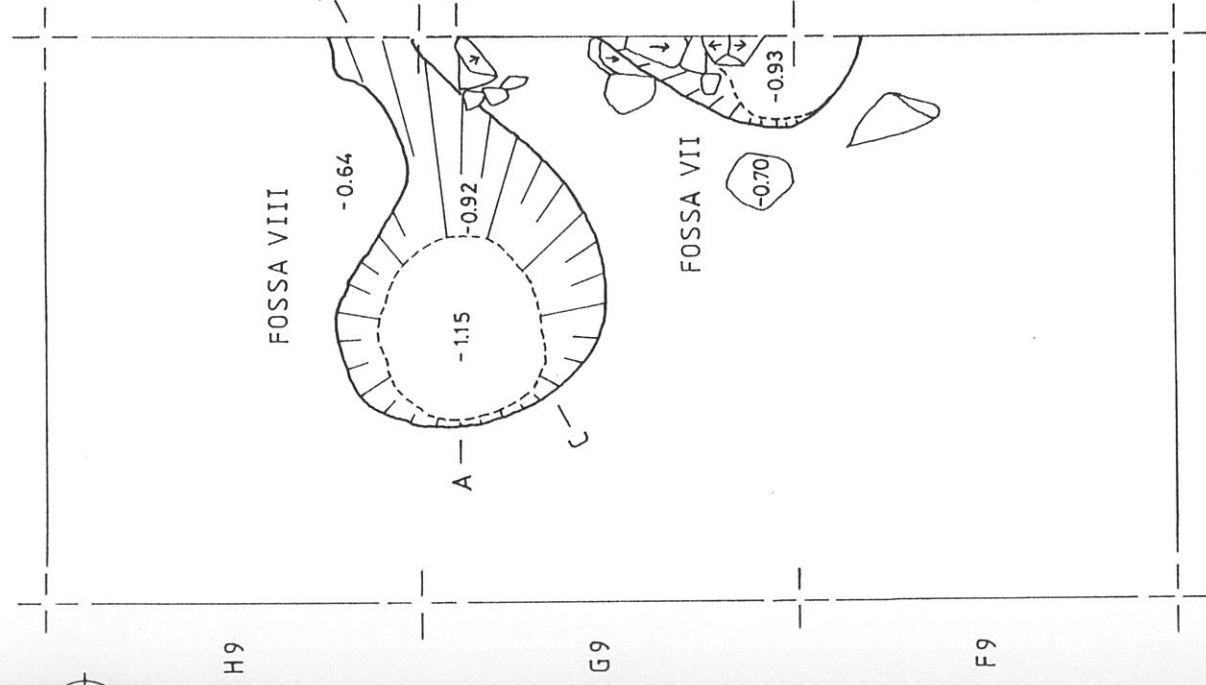 FOSSA VIII
-0.64
-0.92
-1.15
A
C
FOSSA VII
-0.93
-0.70
H9
G9
F9